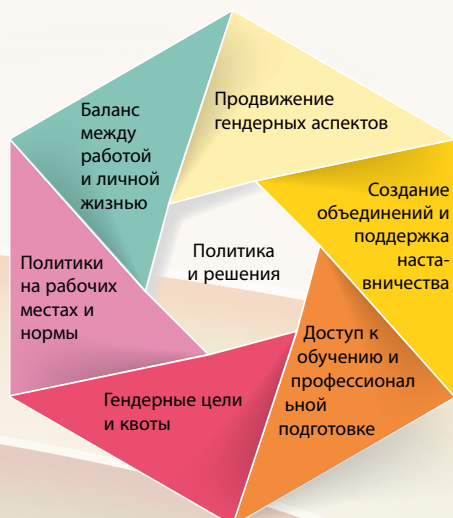 Баланс
между
работой
и личной
жизнью
Продвижение
гендерных аспектов
Создание
объединений и
поддержка
наста-
вничества
Политика
и решения
Политики
на рабочих
местах и
нормы
Доступ к
обучению и
профессионал
ьной
подготовке
Гендерные цели
и квоты